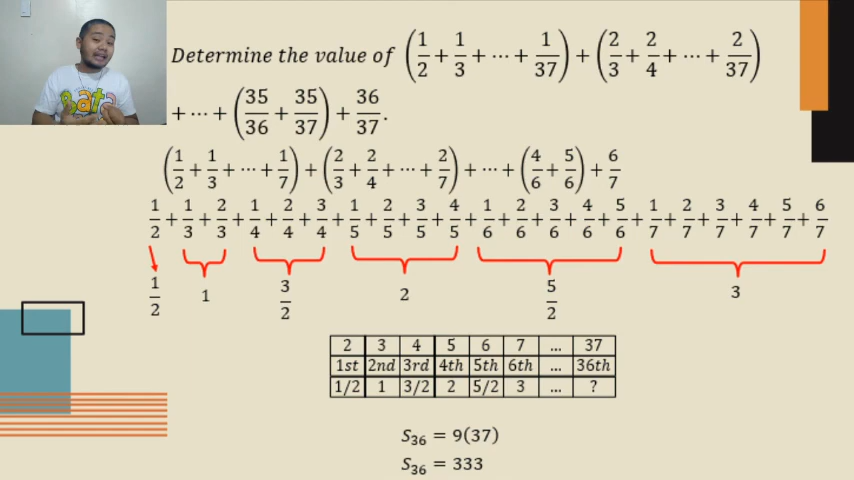 Determine the value of (1/2 + 1/3 + ⋯ + 1/37) + (2/3 + 2/4 + ⋯ + 2/37)
+ ⋯ + (35/36 + 35/37) + 36/37.
(1/2 + 1/3 + ⋯ + 1/7) + (2/3 + 2/4 + ⋯ + 2/7) + ⋯ + (4/6 + 5/6) + 6/7
1/2 + 1/3 + 2/3 + 1/4 + 2/4 + 3/4 + 1/5 + 2/5 + 3/5 + 4/5 + 1/6 + 2/6 + 3/6 + 4/6 + 5/6 + 1/7 + 2/7 + 3/7 + 4/7 + 5/7 + 6/7
1/2 1 3/2 2 5/2 3
2 3 4 5 6 7 ... 37
1st 2nd 3rd 4th 5th 6th ... 36th
1/2 1 3/2 2 5/2 3 ... ?
S₃₆ = 9(37)
S₃₆ = 333
Bata